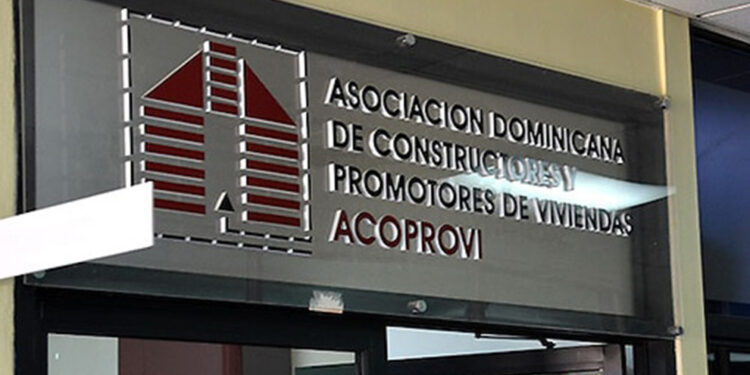 ASOCIACION DOMINICANA
DE CONSTRUCTORES Y
PROMOTORES DE VIVIENDAS
ACOPROVI